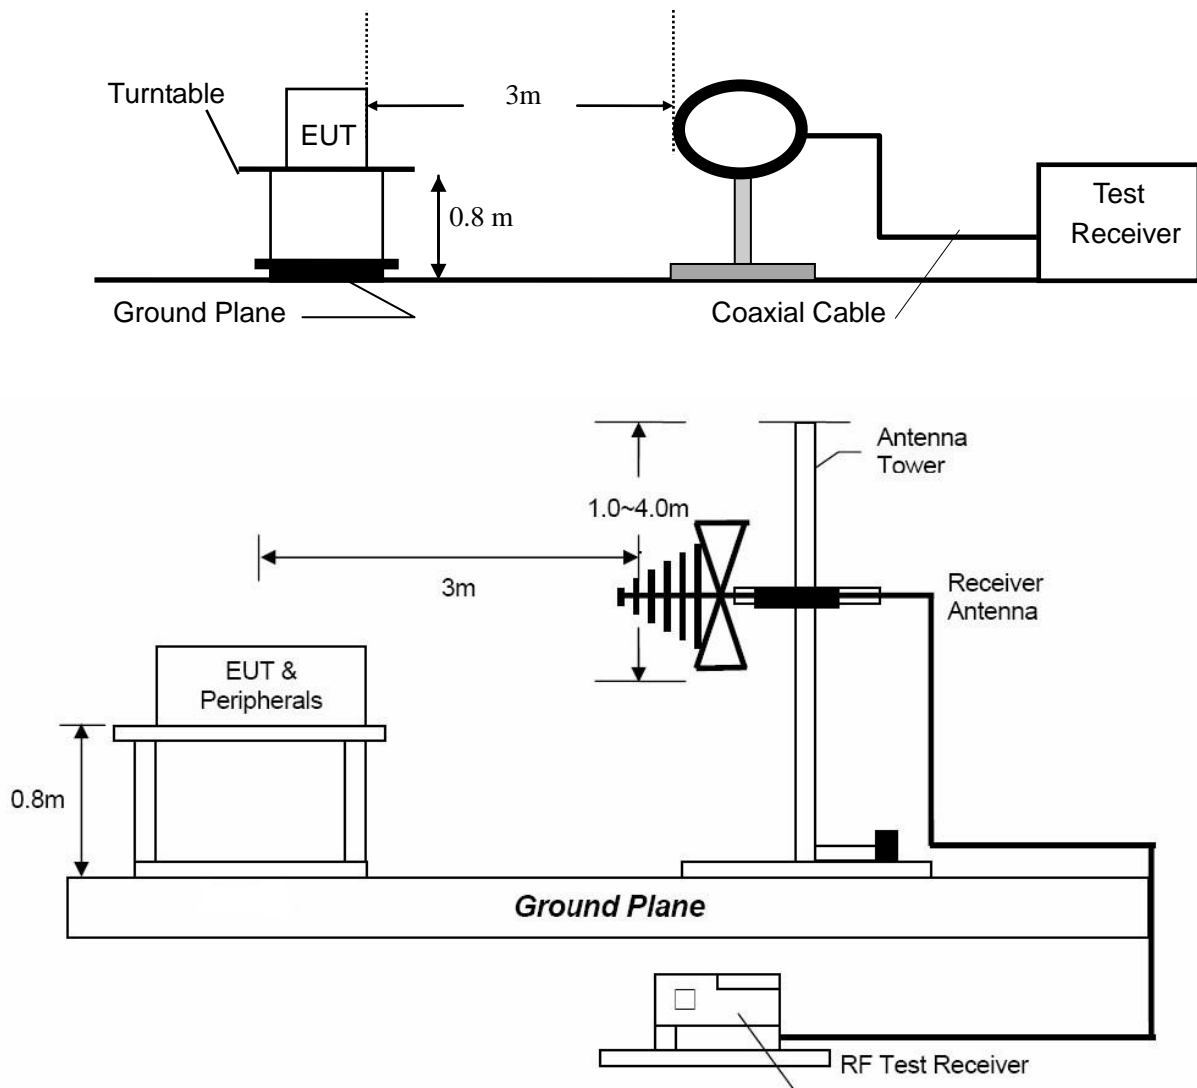 Turntable
3m
EUT
0.8 m
Test
Receiver
Ground Plane
Coaxial Cable
Antenna
Tower
1.0~4.0m
3m
Receiver
Antenna
EUT &
Peripherals
0.8m
Ground Plane
RF Test Receiver